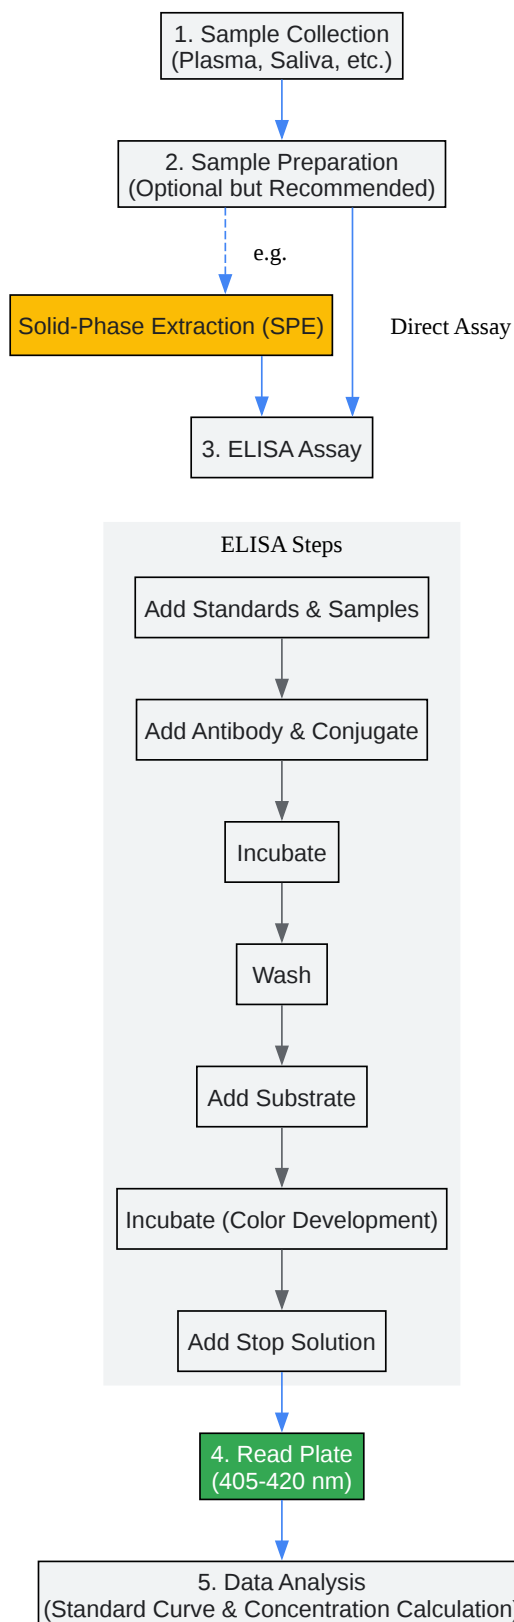 1. Sample Collection
(Plasma, Saliva, etc.)
2. Sample Preparation
(Optional but Recommended)
e.g.
Solid-Phase Extraction (SPE)
Direct Assay
3. ELISA Assay
ELISA Steps
Add Standards & Samples
Add Antibody & Conjugate
Incubate
Wash
Add Substrate
Incubate (Color Development)
Add Stop Solution
4. Read Plate
(405-420 nm)
5. Data Analysis
(Standard Curve & Concentration Calculation)